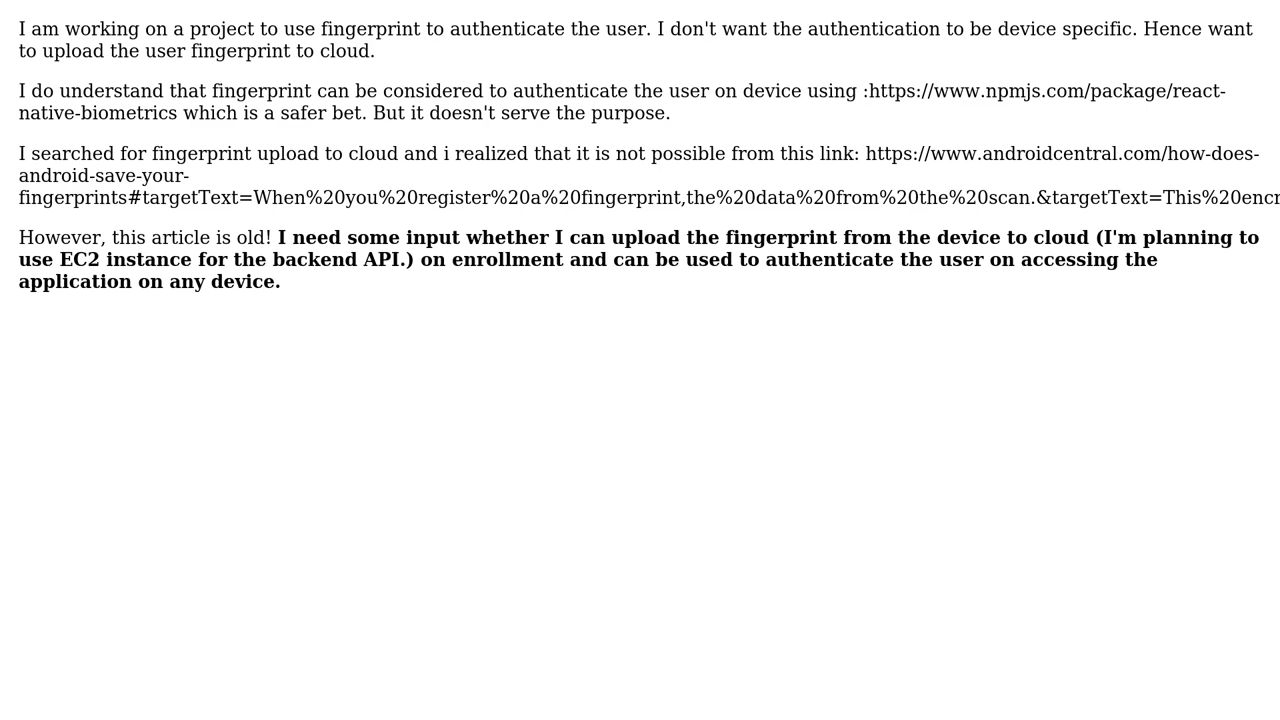 I am working on a project to use fingerprint to authenticate the user. I don't want the authentication to be device specific. Hence want
to upload the user fingerprint to cloud.
I do understand that fingerprint can be considered to authenticate the user on device using :https://www.npmjs.com/package/react-
native-biometrics which is a safer bet. But it doesn't serve the purpose.
I searched for fingerprint upload to cloud and i realized that it is not possible from this link: https://www.androidcentral.com/how-does-
android-save-your-
fingerprints#targetText=When%20you%20register%20a%20fingerprint,the%20data%20from%20the%20scan.&targetText=This%20encr
However, this article is old! I need some input whether I can upload the fingerprint from the device to cloud (I'm planning to
use EC2 instance for the backend API.) on enrollment and can be used to authenticate the user on accessing the
application on any device.